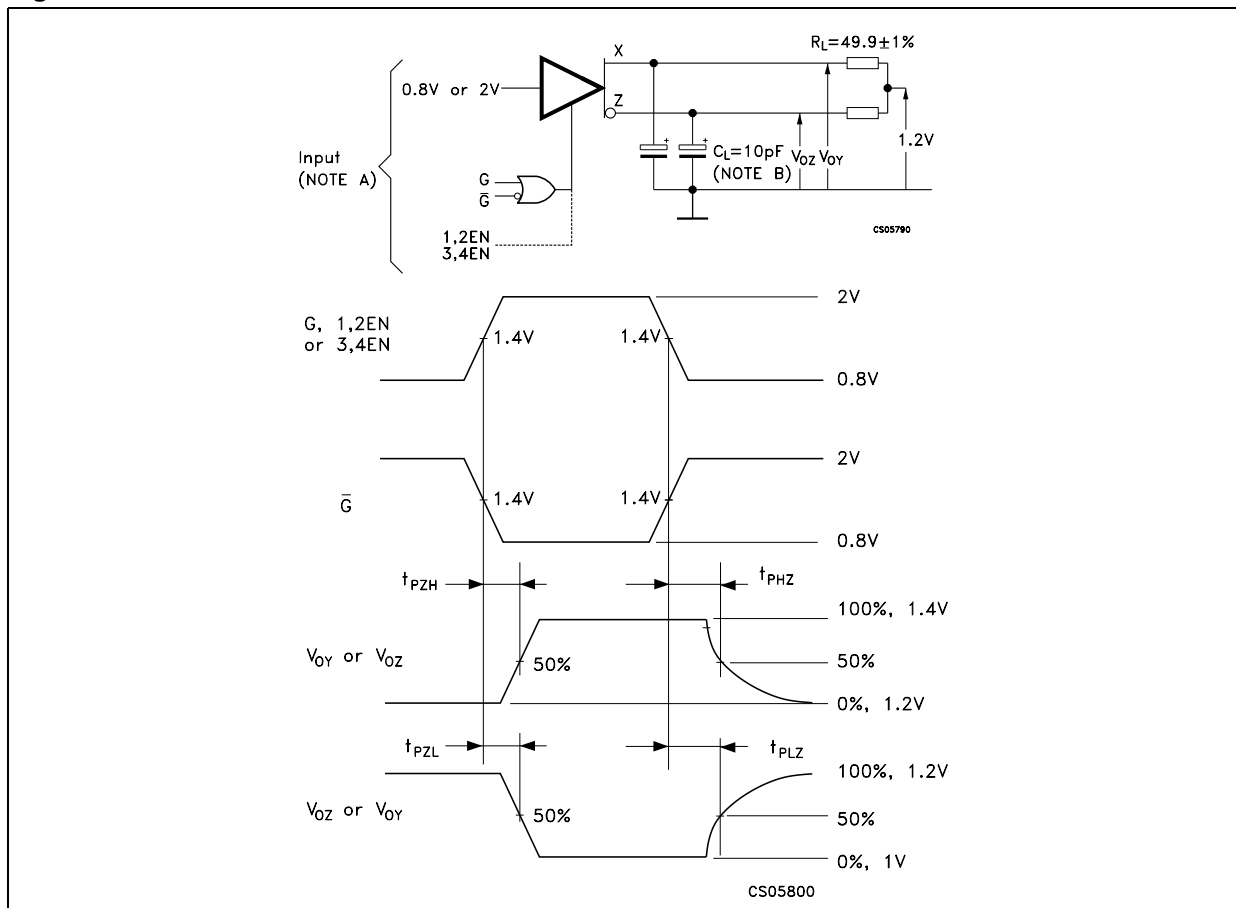 R_L=49.9±1%
X
0.8V or 2V
Z
1.2V
Input
(NOTE A)
C_L=10pF
(NOTE B)
V_OZ V_OY
G
G̅
1,2EN
3,4EN
CS05790
2V
G, 1,2EN
or 3,4EN
1.4V
1.4V
0.8V
2V
G̅
1.4V
1.4V
0.8V
t_PZH
t_PHZ
100%, 1.4V
V_OY or V_OZ
50%
50%
0%, 1.2V
t_PZL
t_PLZ
100%, 1.2V
V_OZ or V_OY
50%
50%
0%, 1V
CS05800